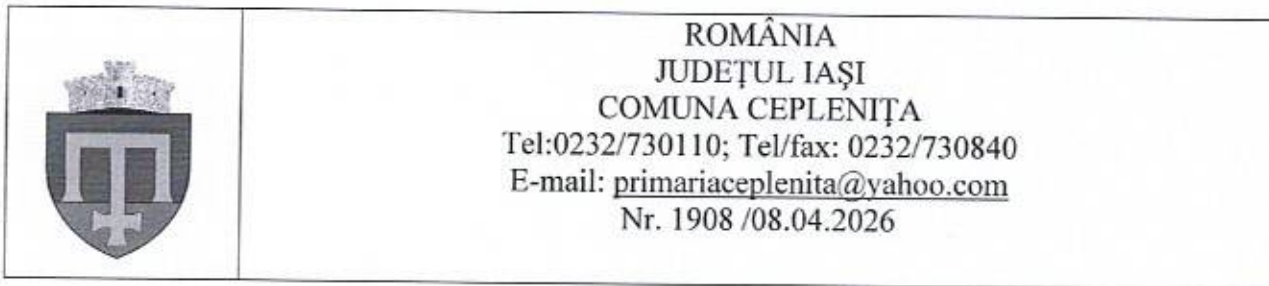 ROMÂNIA
JUDEȚUL IAȘI
COMUNA CEPLENIȚA
Tel:0232/730110; Tel/fax: 0232/730840
E-mail: primariaceplenita@yahoo.com
Nr. 1908 /08.04.2026